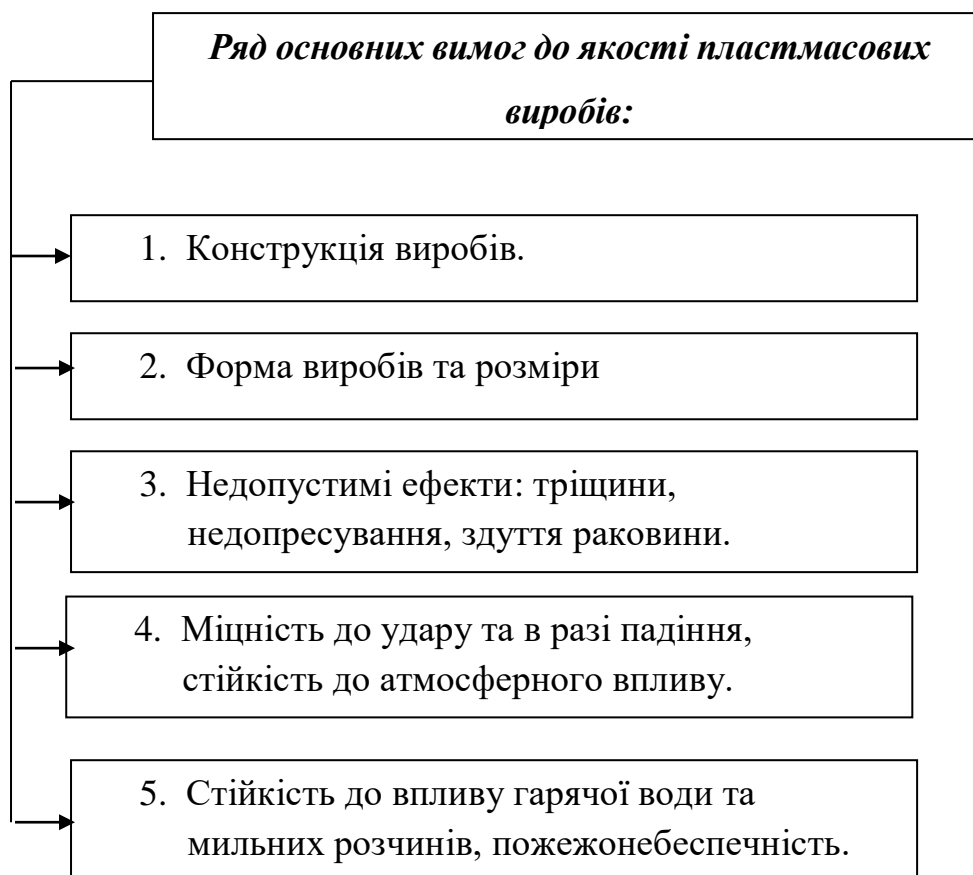 Ряд основних вимог до якості пластмасових
виробів:
1. Конструкція виробів.
2. Форма виробів та розміри
3. Недопустимі ефекти: тріщини,
недопресування, здуття раковини.
4. Міцність до удару та в разі падіння,
стійкість до атмосферного впливу.
5. Стійкість до впливу гарячої води та
мильних розчинів, пожежонебеспечність.